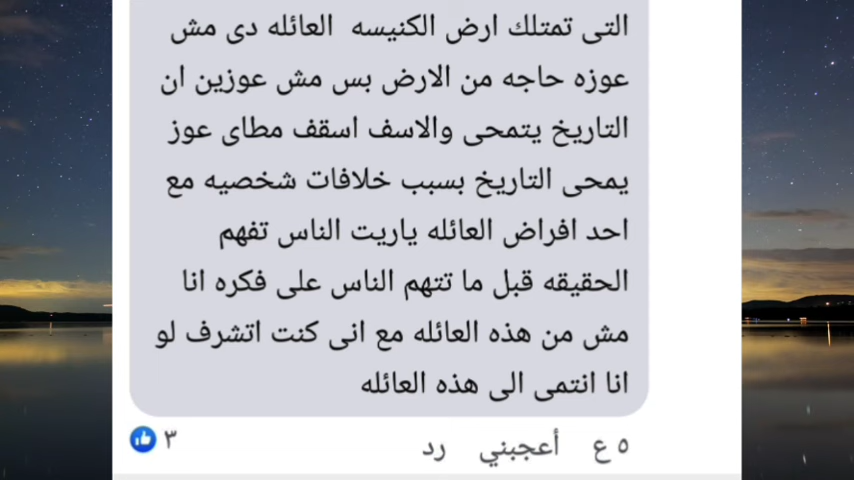 التى تمتلك ارض الكنيسه العائله دى مش
عوزه حاجه من الارض بس مش عوزين ان
التاريخ يتمحى والاسف اسقف مطاى عوز
يمحى التاريخ بسبب خلافات شخصيه مع
احد افراض العائله ياريت الناس تفهم
الحقيقه قبل ما تتهم الناس على فكره انا
مش من هذه العائله مع انى كنت اتشرف لو
انا انتمى الى هذه العائله
٥ ع أعجبني رد ٣